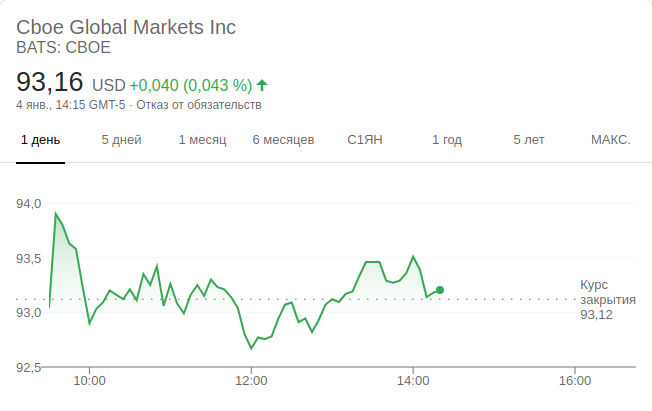 Cboe Global Markets Inc
BATS: CBOE
93,16 USD +0,040 (0,043 %)
4 янв., 14:15 GMT-5 · Отказ от обязательств
1 день 5 дней 1 месяц 6 месяцев С1ЯН 1 год 5 лет МАКС.
94,0
93,5
Курс
закрытия
93,12
93,0
92,5
10:00 12:00 14:00 16:00